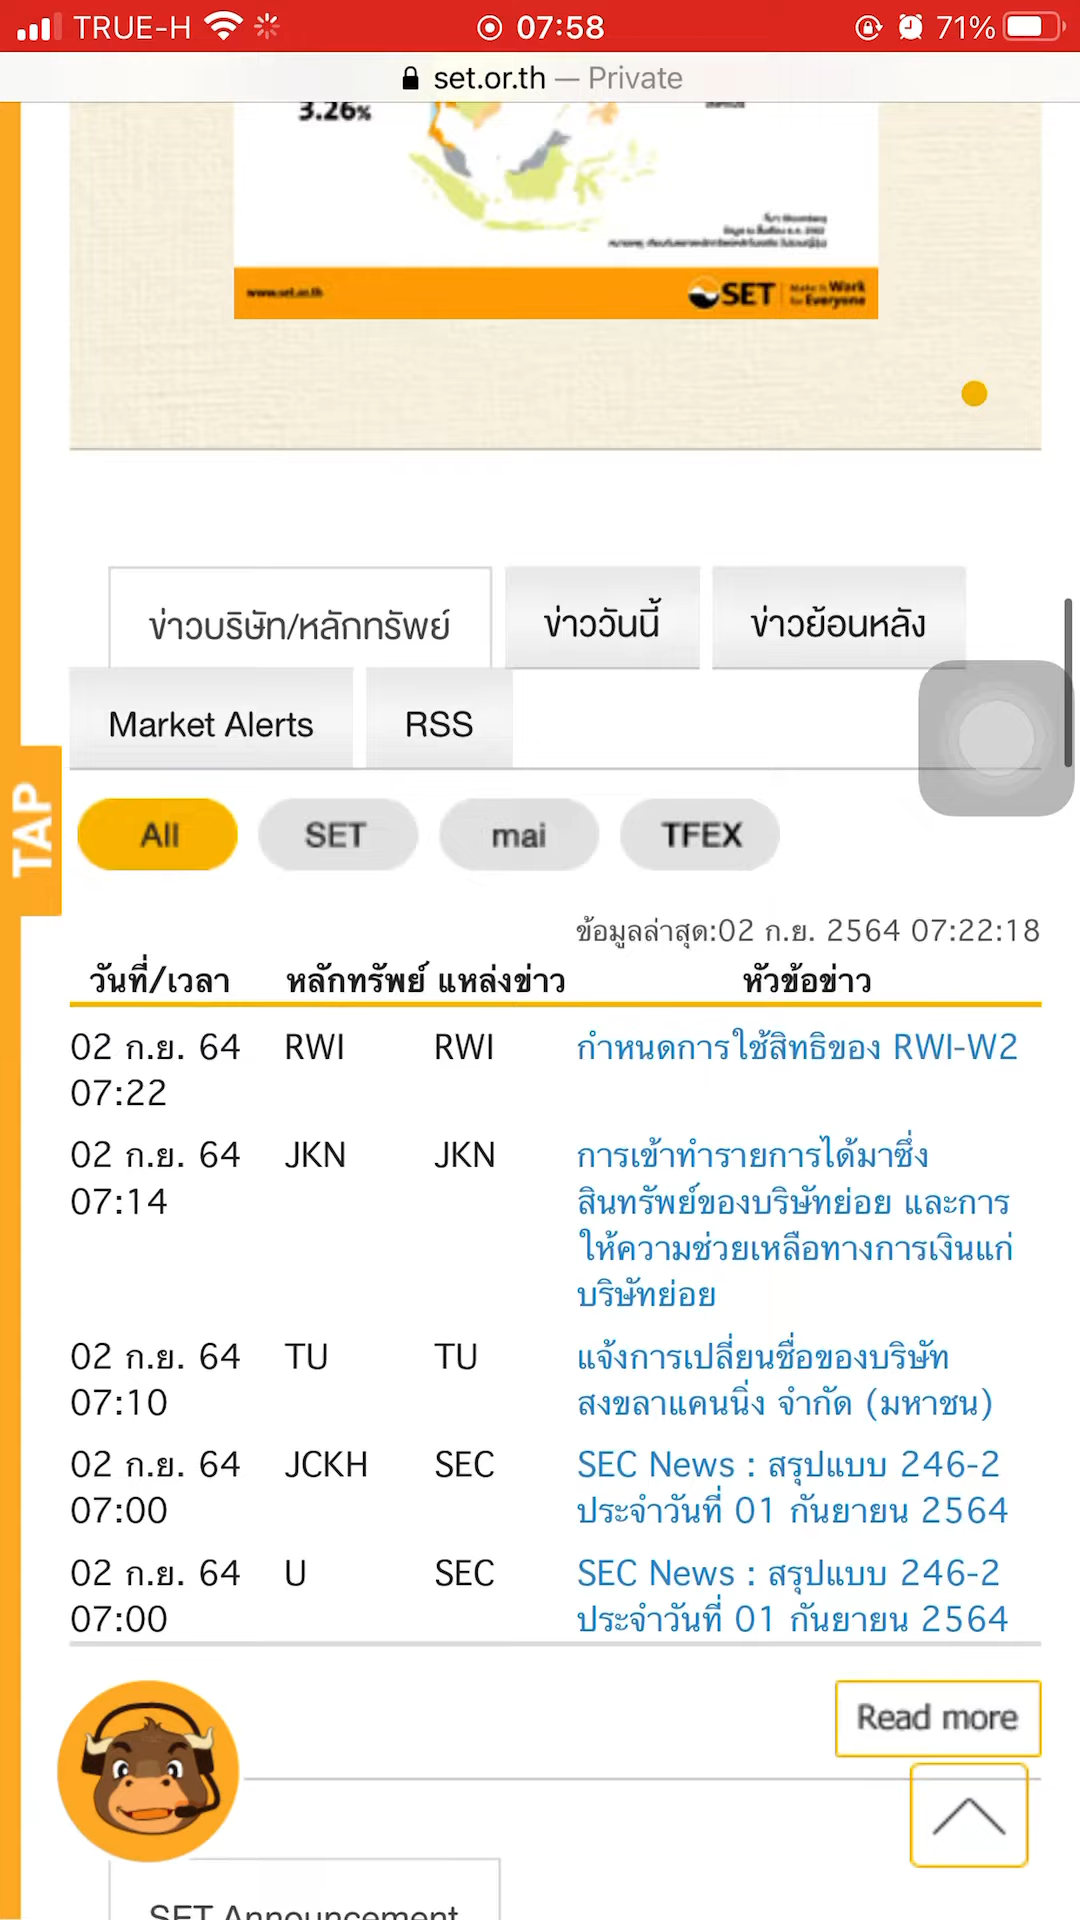 TRUE-H 07:58 71%
set.or.th — Private
3.26%
www.set.or.th
SET Make it Work
for Everyone
ข่าวบริษัท/หลักทรัพย์ ข่าววันนี้ ข่าวย้อนหลัง
Market Alerts RSS
TAP
All SET mai TFEX
ข้อมูลล่าสุด:02 ก.ย. 2564 07:22:18
วันที่/เวลา หลักทรัพย์ แหล่งข่าว หัวข้อข่าว
02 ก.ย. 64 RWI RWI กำหนดการใช้สิทธิของ RWI-W2
07:22
02 ก.ย. 64 JKN JKN การเข้าทำรายการได้มาซึ่ง
07:14 สินทรัพย์ของบริษัทย่อย และการ
ให้ความช่วยเหลือทางการเงินแก่
บริษัทย่อย
02 ก.ย. 64 TU TU แจ้งการเปลี่ยนชื่อของบริษัท
07:10 สงขลาแคนนิ่ง จำกัด (มหาชน)
02 ก.ย. 64 JCKH SEC SEC News : สรุปแบบ 246-2
07:00 ประจำวันที่ 01 กันยายน 2564
02 ก.ย. 64 U SEC SEC News : สรุปแบบ 246-2
07:00 ประจำวันที่ 01 กันยายน 2564
Read more
SET Announcement